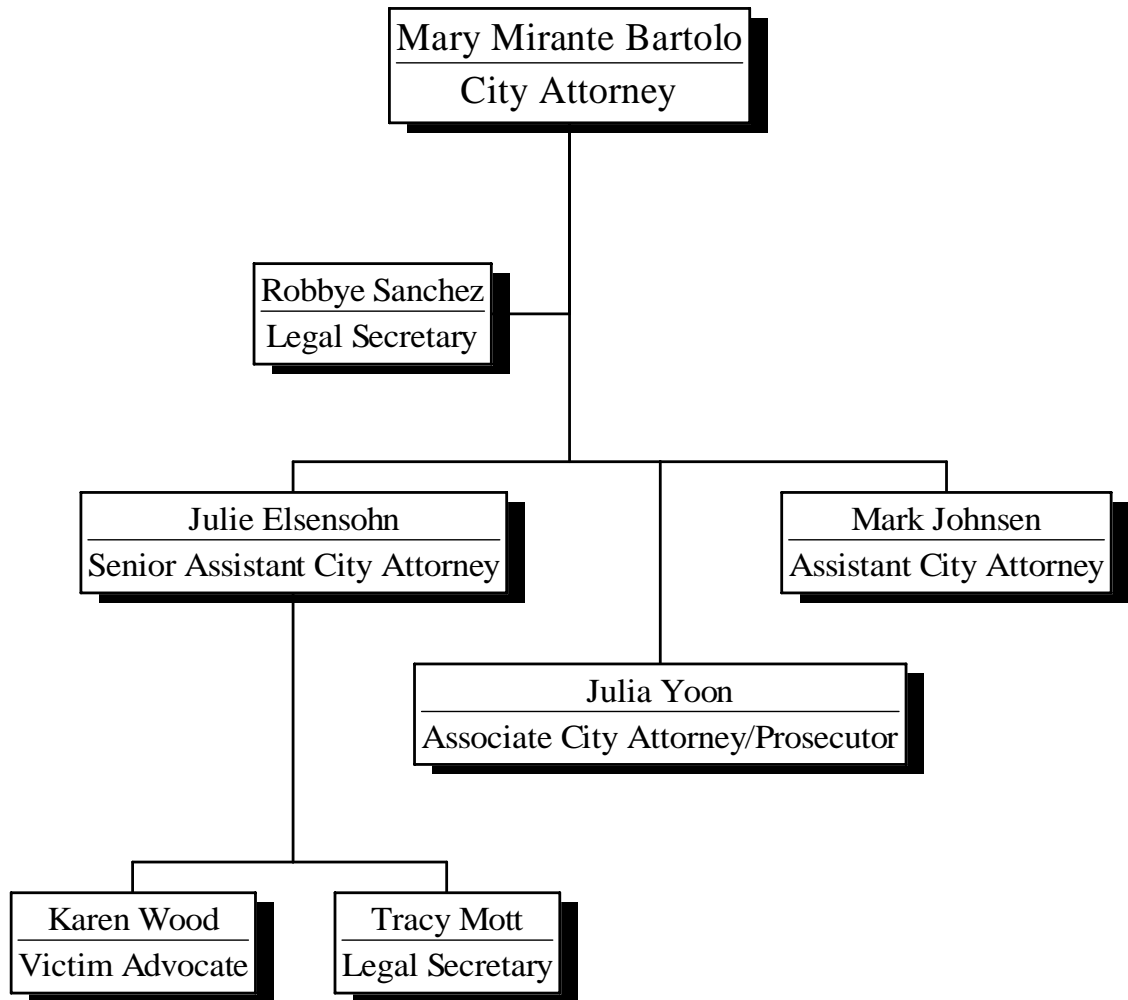 Mary Mirante Bartolo
City Attorney
Robbye Sanchez
Legal Secretary
Julie Elsensohn
Senior Assistant City Attorney
Mark Johnsen
Assistant City Attorney
Julia Yoon
Associate City Attorney/Prosecutor
Karen Wood
Victim Advocate
Tracy Mott
Legal Secretary